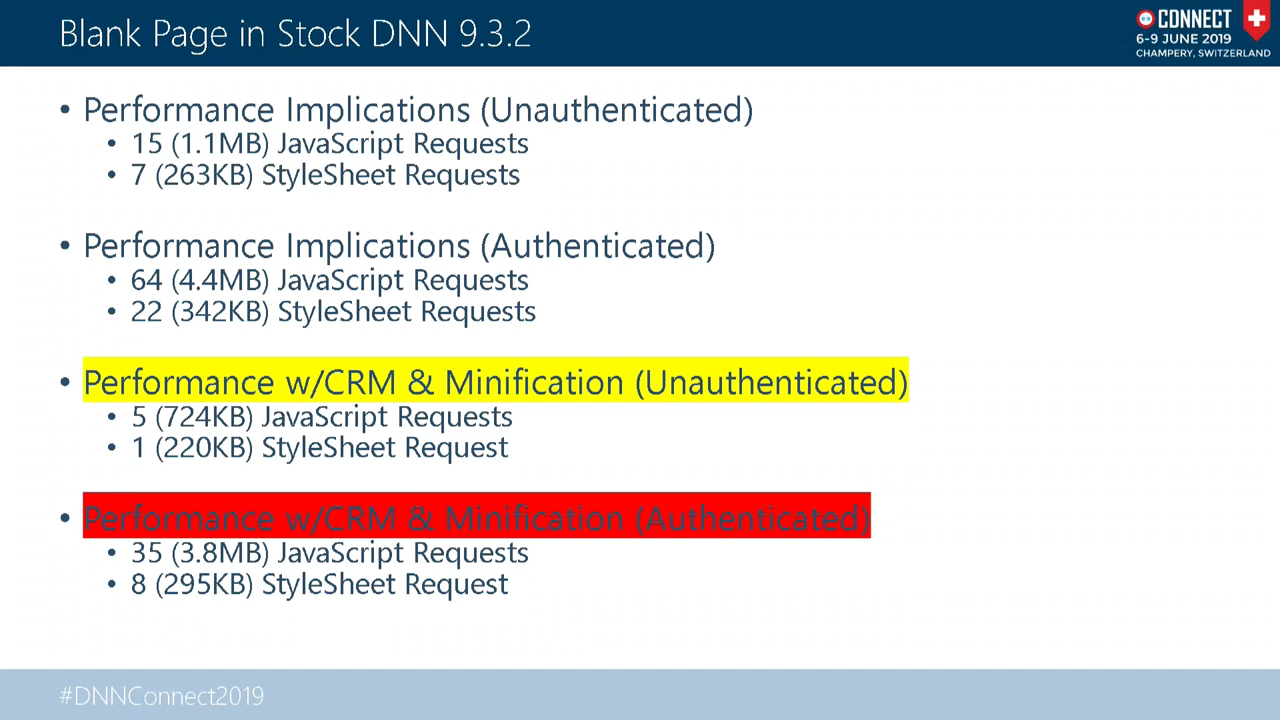 Blank Page in Stock DNN 9.3.2
CONNECT
6-9 JUNE 2019
CHAMPERY, SWITZERLAND
• Performance Implications (Unauthenticated)
• 15 (1.1MB) JavaScript Requests
• 7 (263KB) StyleSheet Requests
• Performance Implications (Authenticated)
• 64 (4.4MB) JavaScript Requests
• 22 (342KB) StyleSheet Requests
• Performance w/CRM & Minification (Unauthenticated)
• 5 (724KB) JavaScript Requests
• 1 (220KB) StyleSheet Request
• Performance w/CRM & Minification (Authenticated)
• 35 (3.8MB) JavaScript Requests
• 8 (295KB) StyleSheet Request
#DNNConnect2019